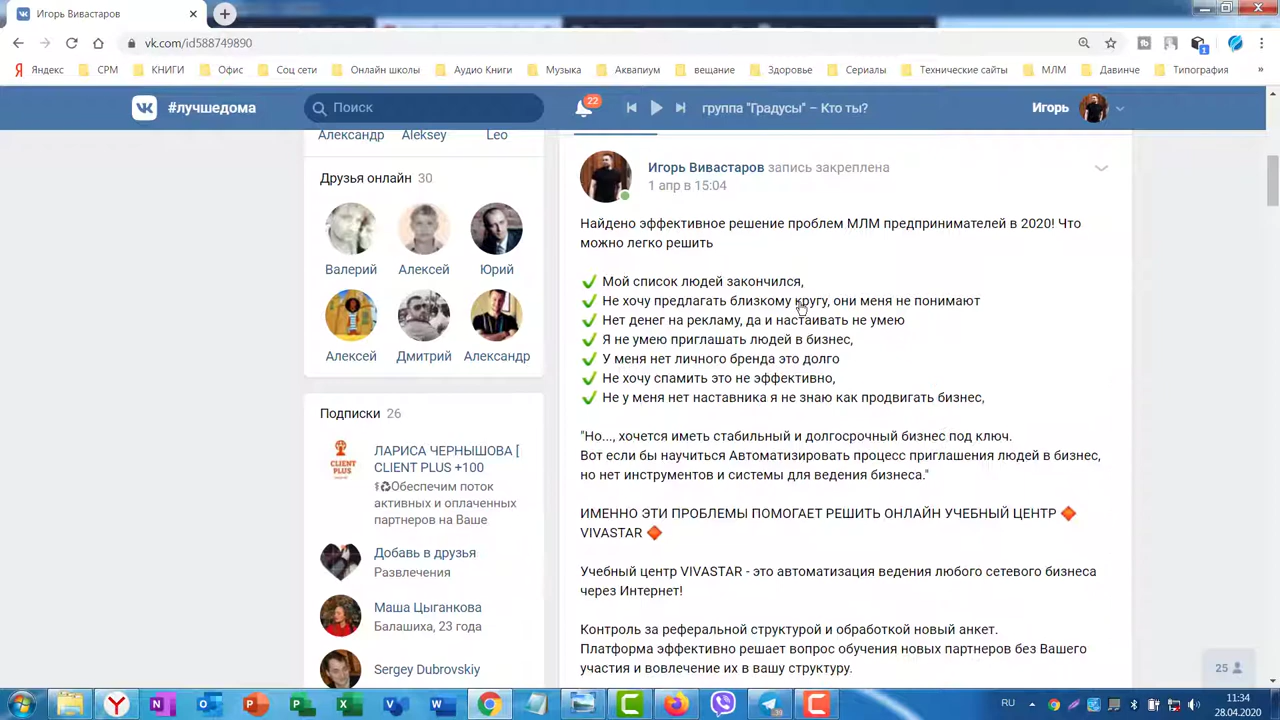 Игорь Вивастаров
vk.com/id588749890
Яндекс СРМ КНИГИ Офис Соц сети Онлайн школы Аудио Книги Музыка Аквапиум вещание Здоровье Сериалы Технические сайты МЛМ Давинче Типография »
#лучшедома Поиск 22 группа "Градусы" – Кто ты? Игорь
Александр Aleksey Leo
Друзья онлайн 30
Валерий Алексей Юрий
Алексей Дмитрий Александр
Подписки 26
ЛАРИСА ЧЕРНЫШОВА [
CLIENT PLUS +100
Обеспечим поток
активных и оплаченных
партнеров на Ваше
CLIENT
PLUS
Добавь в друзья
Развлечения
Маша Цыганкова
Балашиха, 23 года
Sergey Dubrovskiy
Игорь Вивастаров запись закреплена
1 апр в 15:04
Найдено эффективное решение проблем МЛМ предпринимателей в 2020! Что
можно легко решить
Мой список людей закончился,
Не хочу предлагать близкому кругу, они меня не понимают
Нет денег на рекламу, да и настаивать не умею
Я не умею приглашать людей в бизнес,
У меня нет личного бренда это долго
Не хочу спамить это не эффективно,
Не у меня нет наставника я не знаю как продвигать бизнес,
"Но..., хочется иметь стабильный и долгосрочный бизнес под ключ.
Вот если бы научиться Автоматизировать процесс приглашения людей в бизнес,
но нет инструментов и системы для ведения бизнеса."
ИМЕННО ЭТИ ПРОБЛЕМЫ ПОМОГАЕТ РЕШИТЬ ОНЛАЙН УЧЕБНЫЙ ЦЕНТР
VIVASTAR
Учебный центр VIVASTAR - это автоматизация ведения любого сетевого бизнеса
через Интернет!
Контроль за реферальной структурой и обработкой новый анкет.
Платформа эффективно решает вопрос обучения новых партнеров без Вашего
участия и вовлечение их в вашу структуру.
25
RU
11:34
28.04.2020